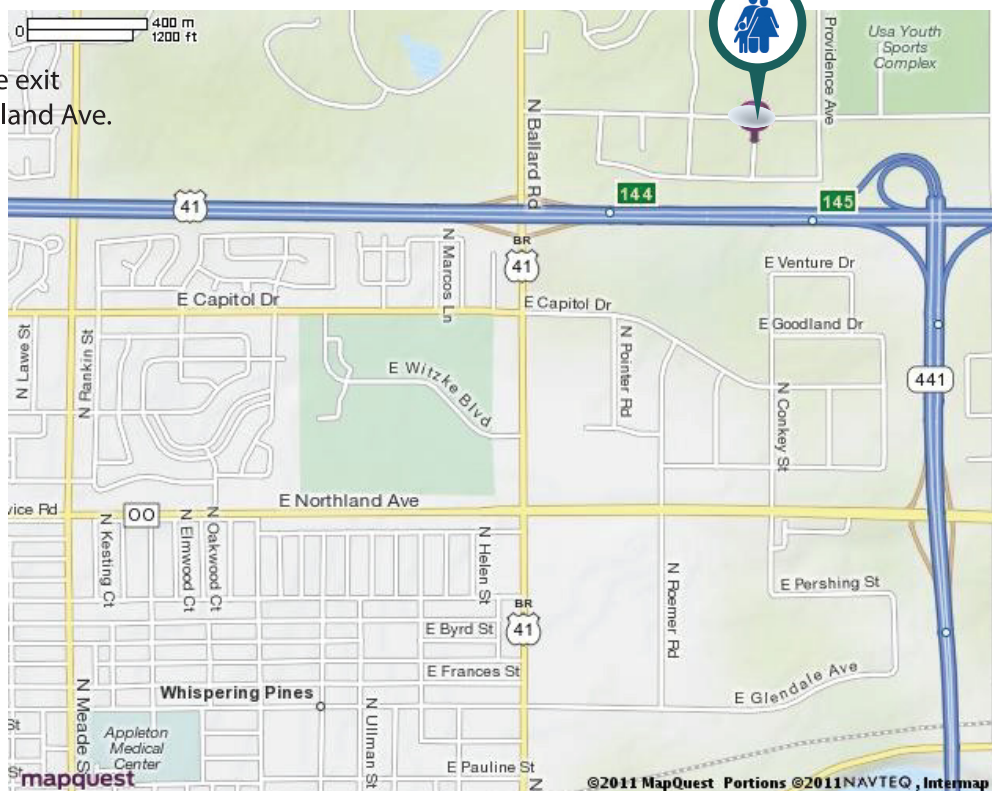 400 m
0
1200 ft
e exit
land Ave.
N Ballard Rd
Providence Ave
Usa Youth
Sports
Complex
41
144
145
BR
41
N Marcos Ln
E Venture Dr
E Capitol Dr
E Capitol Dr
E Goodland Dr
N Lawe St
N Rankin St
E Witzke Blvd
N Pointer Rd
N Conkey St
441
E Northland Ave
vice Rd
OO
N Kesting Ct
N Elmwood Ct
N Oakwood Ct
N Helen St
N Roemer Rd
E Pershing St
BR
41
E Byrd St
E Frances St
Whispering Pines
E Glendale Ave
N Meade S
St
Appleton
Medical
Center
N Ullman St
E Pauline St
St
N
mapquest
©2011 MapQuest Portions ©2011 NAVTEQ, Intermap